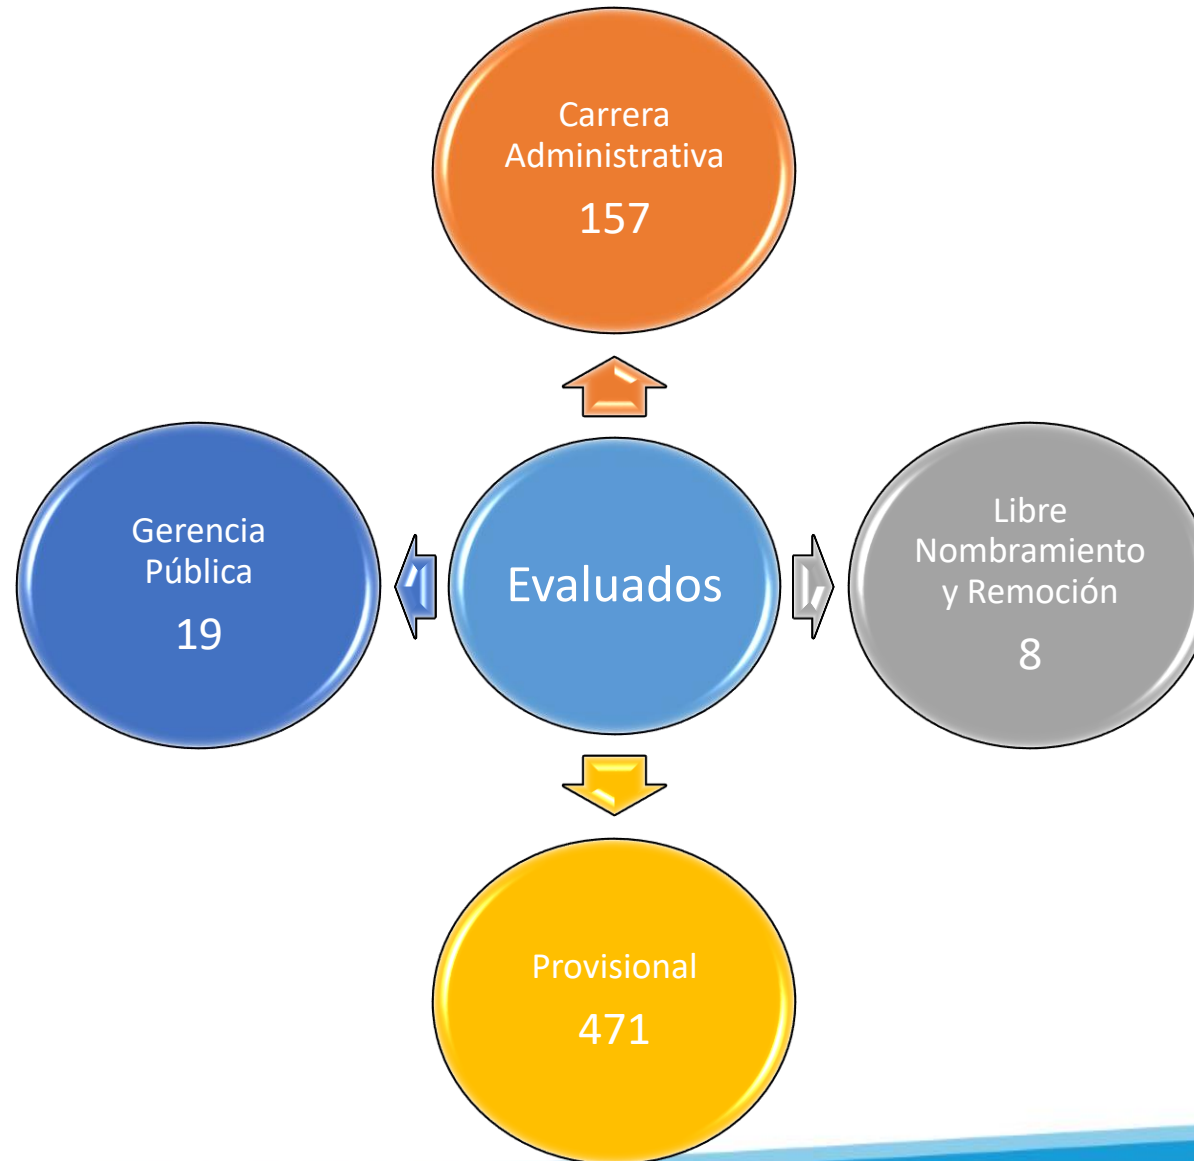 Carrera
Administrativa
157
Gerencia
Pública
19
Evaluados
Libre
Nombramiento
y Remoción
8
Provisional
471